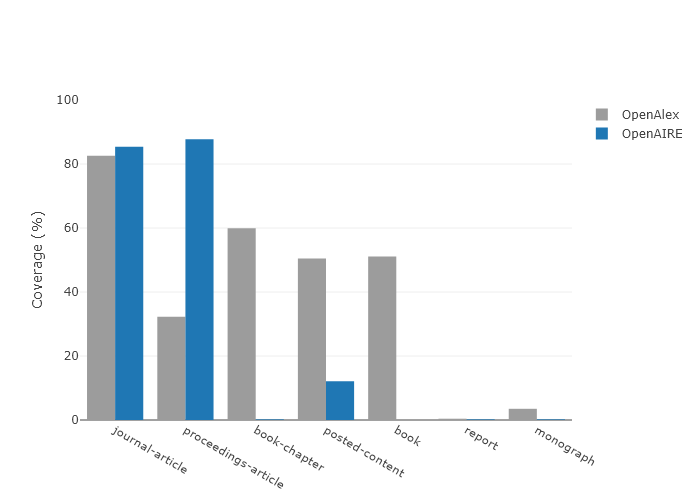 100
80
60
40
20
0
Coverage (%)
journal-article
proceedings-article
book-chapter
posted-content
book
report
monograph
OpenAlex
OpenAIRE